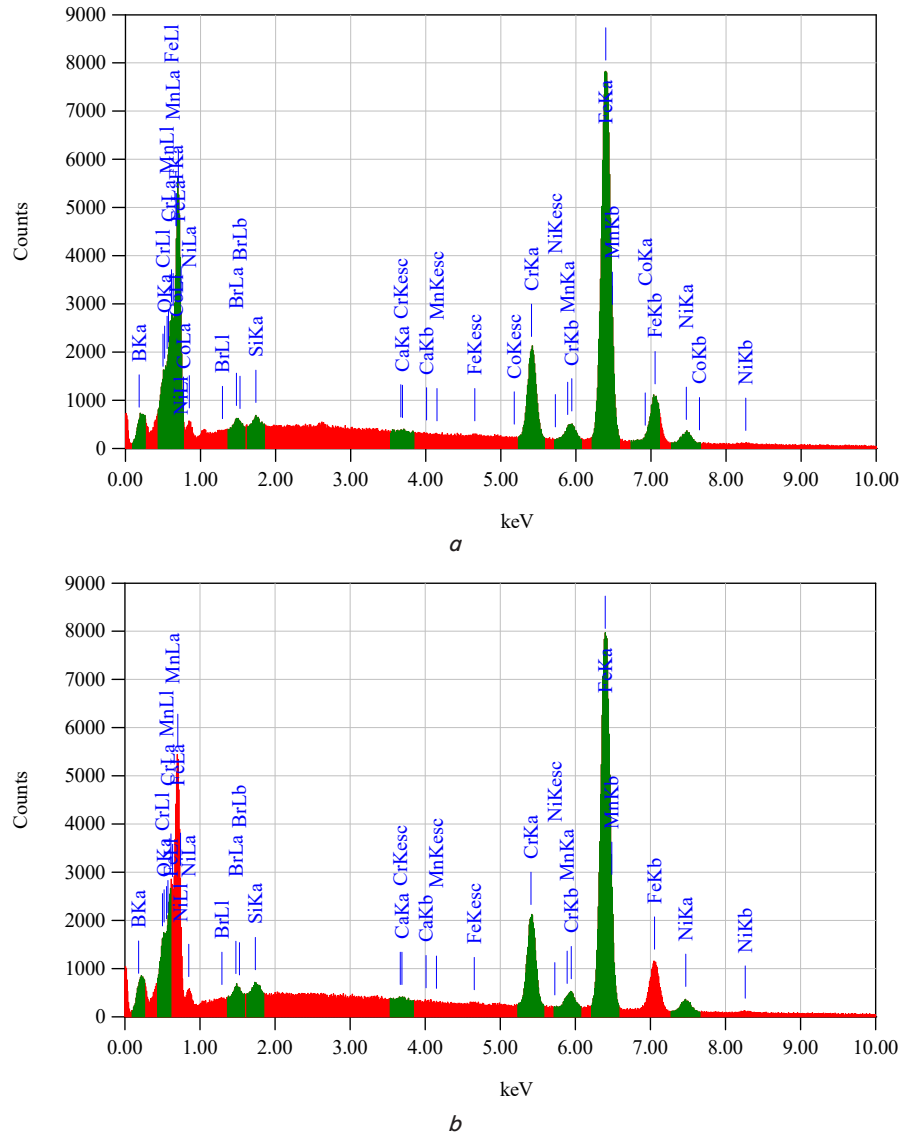 9000
8000
7000
6000
5000
4000
3000
2000
1000
0
Counts
BKa
OKa
CrLl
CrLa
MnLl
MnLa
FeLl
FeLa
FKa
CoLl
NiLl
CoLa
NiLa
BrLl
BrLa
BrLb
SiKa
CaKa
CrKesc
CaKb
MnKesc
FeKesc
CoKesc
CrKa
NiKesc
CrKb
MnKa
FeKa
MnKb
CoKa
FeKb
NiKa
CoKb
NiKb
0.00 1.00 2.00 3.00 4.00 5.00 6.00 7.00 8.00 9.00 10.00
keV
a
9000
8000
7000
6000
5000
4000
3000
2000
1000
0
Counts
BKa
OKa
CrLl
CrLa
MnLl
MnLa
FeLa
NiLl
NiLa
BrLl
BrLa
BrLb
SiKa
CaKa
CrKesc
CaKb
MnKesc
FeKesc
CrKa
NiKesc
CrKb
MnKa
FeKa
MnKb
FeKb
NiKa
NiKb
0.00 1.00 2.00 3.00 4.00 5.00 6.00 7.00 8.00 9.00 10.00
keV
b